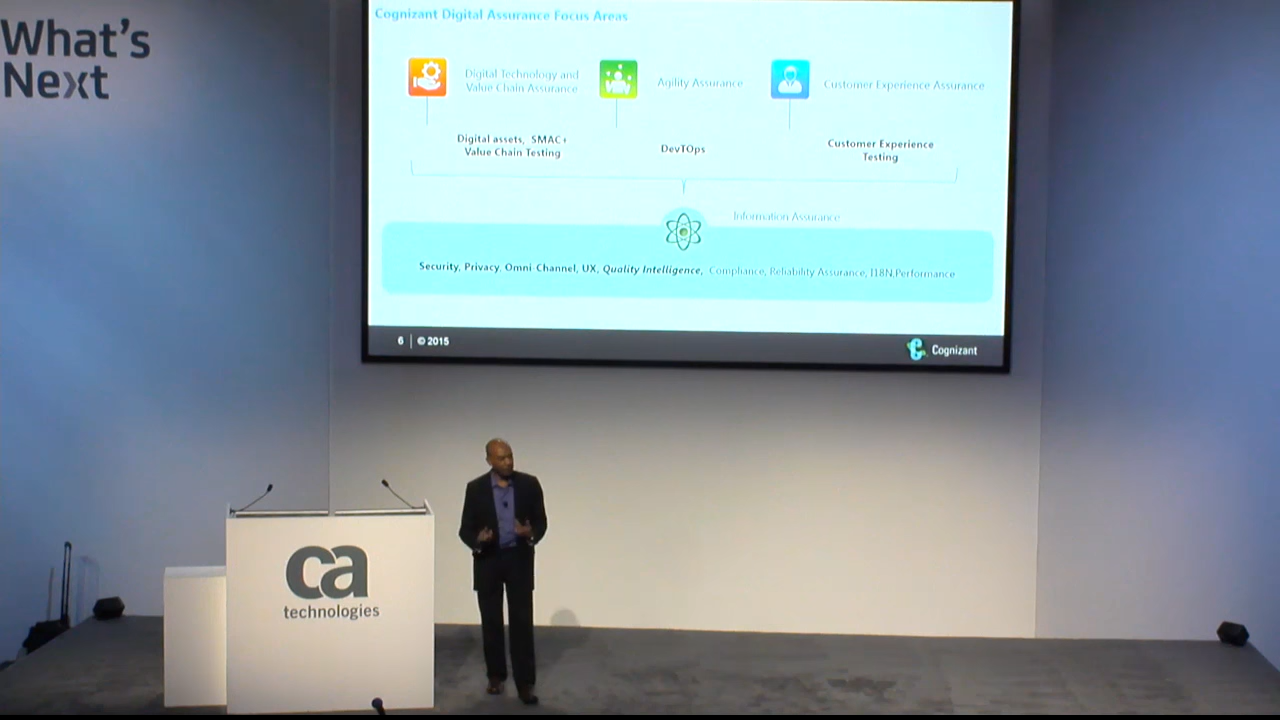 What's
Next
Cognizant Digital Assurance Focus Areas
Digital Technology and
Value Chain Assurance
Agility Assurance
Customer Experience Assurance
Digital assets, SMAC+
Value Chain Testing
DevTOps
Customer Experience
Testing
Information Assurance
Security, Privacy, Omni-Channel, UX, Quality Intelligence, Compliance, Reliability Assurance, I18N,Performance
6 © 2015
Cognizant
ca
technologies